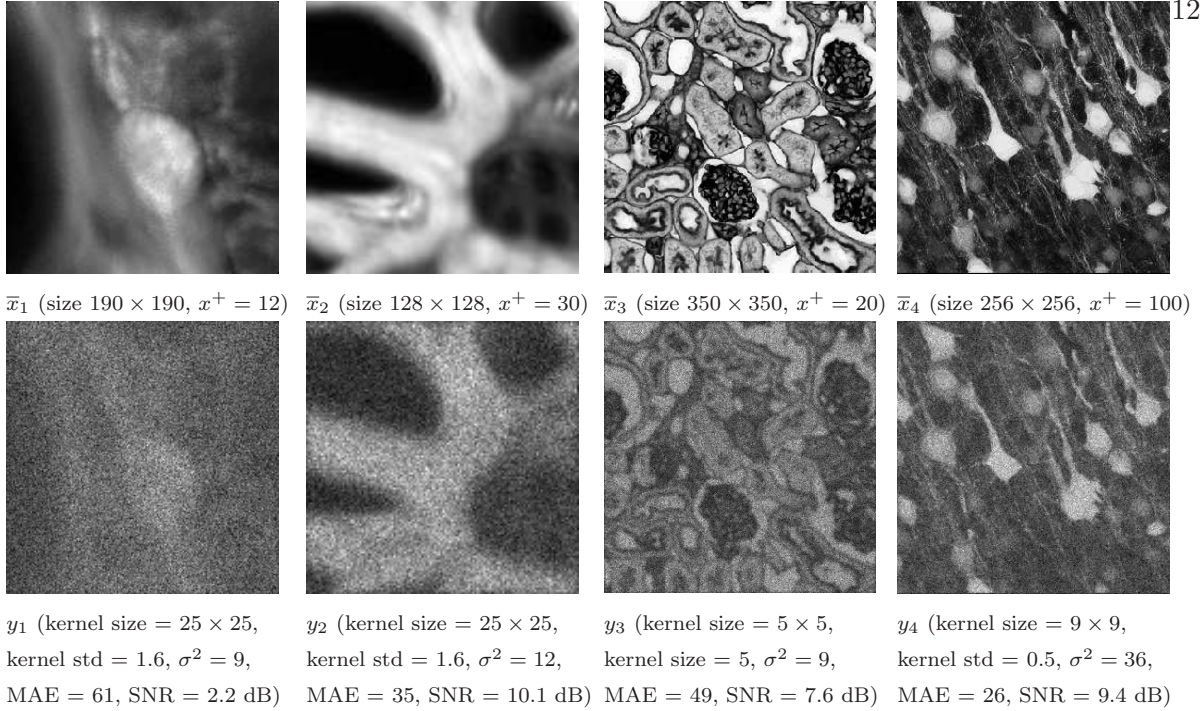 12
x̅₁ (size 190 × 190, x⁺ = 12)
x̅₂ (size 128 × 128, x⁺ = 30)
x̅₃ (size 350 × 350, x⁺ = 20)
x̅₄ (size 256 × 256, x⁺ = 100)
y₁ (kernel size = 25 × 25,
kernel std = 1.6, σ² = 9,
MAE = 61, SNR = 2.2 dB)
y₂ (kernel size = 25 × 25,
kernel std = 1.6, σ² = 12,
MAE = 35, SNR = 10.1 dB)
y₃ (kernel size = 5 × 5,
kernel size = 5, σ² = 9,
MAE = 49, SNR = 7.6 dB)
y₄ (kernel size = 9 × 9,
kernel std = 0.5, σ² = 36,
MAE = 26, SNR = 9.4 dB)